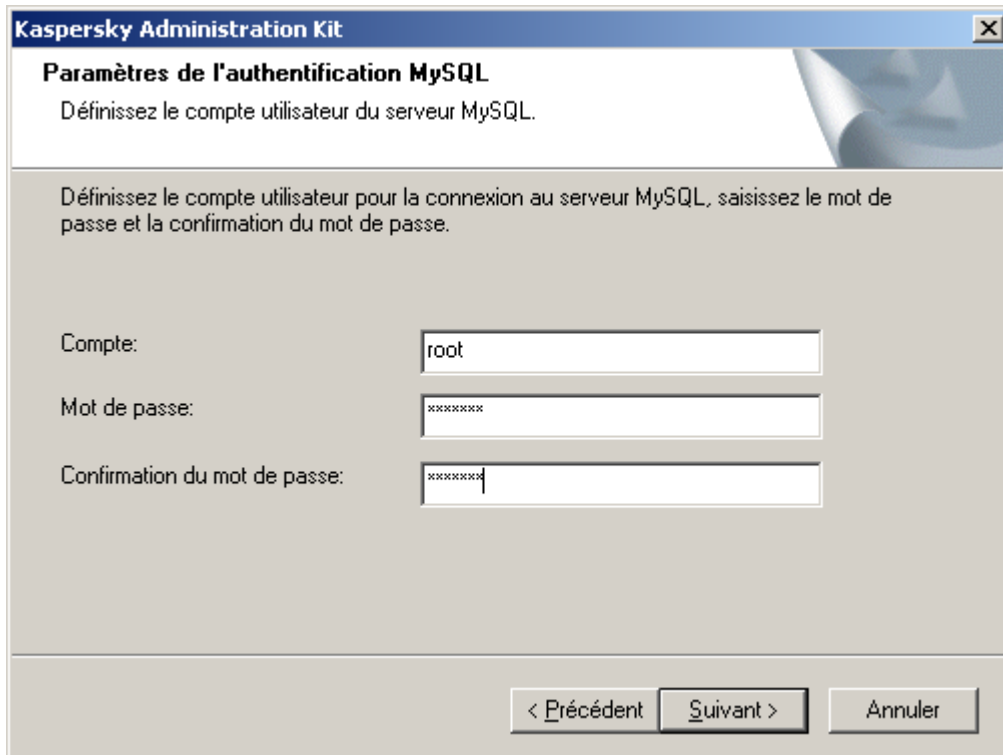 Kaspersky Administration Kit
Paramètres de l'authentification MySQL
Définissez le compte utilisateur du serveur MySQL.
Définissez le compte utilisateur pour la connexion au serveur MySQL, saisissez le mot de
passe et la confirmation du mot de passe.
Compte: root
Mot de passe: *******
Confirmation du mot de passe: *******
< Précédent Suivant > Annuler